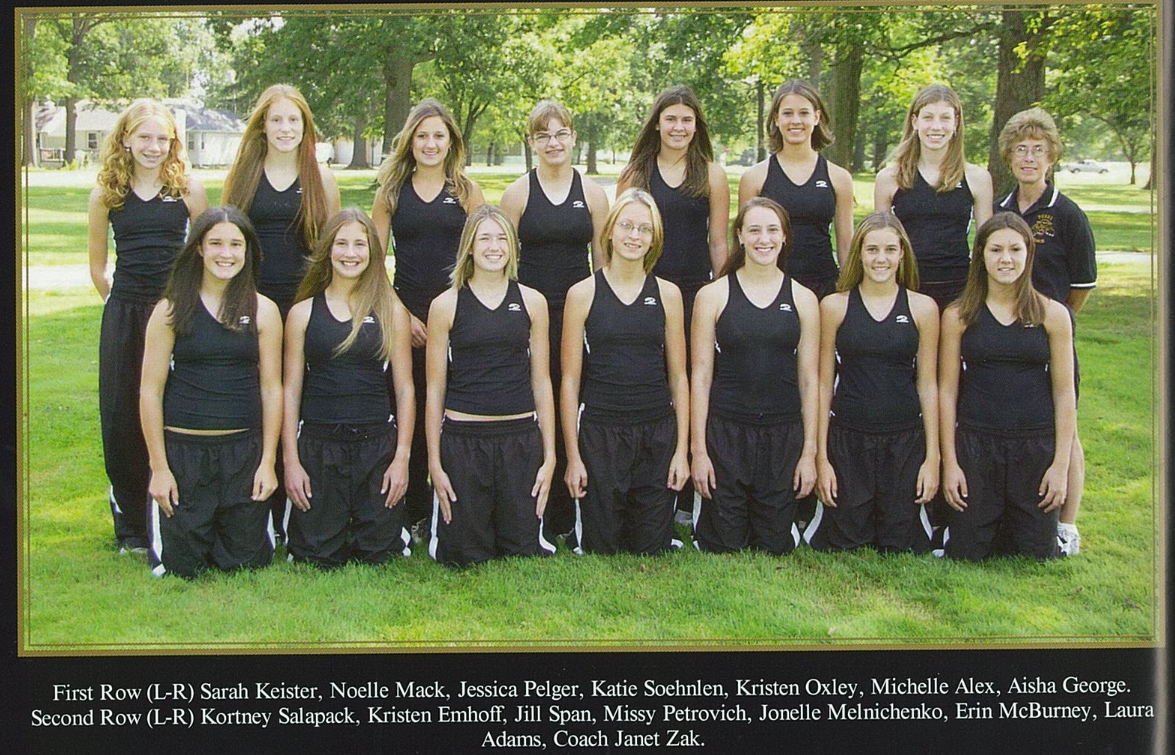 PERRY
First Row (L-R) Sarah Keister, Noelle Mack, Jessica Pelger, Katie Soehnlen, Kristen Oxley, Michelle Alex, Aisha George.
Second Row (L-R) Kortney Salapack, Kristen Emhoff, Jill Span, Missy Petrovich, Jonelle Melnichenko, Erin McBurney, Laura
Adams, Coach Janet Zak.